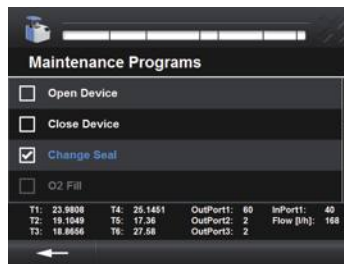 Maintenance Programs
Open Device
Close Device
Change Seal
O2 Fill
T1: 23.9808 T4: 25.1451 OutPort1: 60 InPort1: 40
T2: 19.1049 T5: 17.36 OutPort2: 2 Flow [l/h]: 168
T3: 18.8656 T6: 27.58 OutPort3: 2